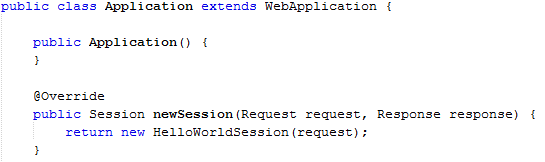 public class Application extends WebApplication {
public Application() {
}
@Override
public Session newSession(Request request, Response response) {
return new HelloWorldSession(request);
}